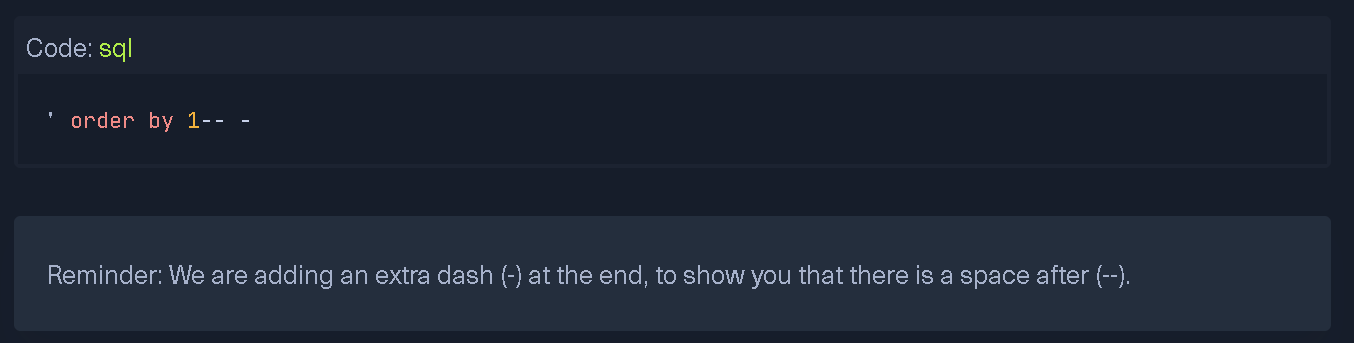 Code: sql
' order by 1-- -
Reminder: We are adding an extra dash (-) at the end, to show you that there is a space after (--).